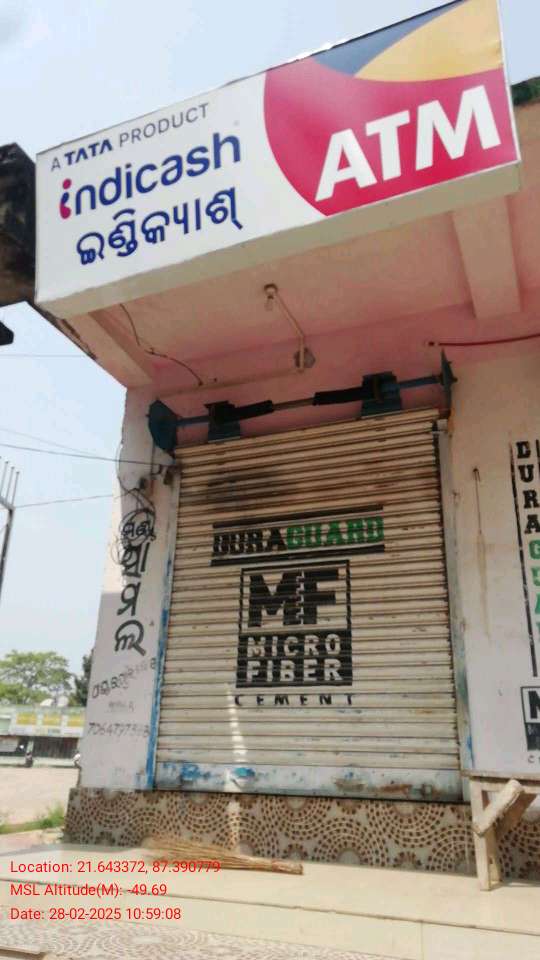 A TATA PRODUCT
indicash
ଇଣ୍ଡିକ୍ୟାଶ୍
ATM
DURAGUARD
MF
MICRO
FIBER
CEMENT
DURAGUA
Location: 21.643372, 87.390779
MSL Altitude(M): -49.69
Date: 28-02-2025 10:59:08